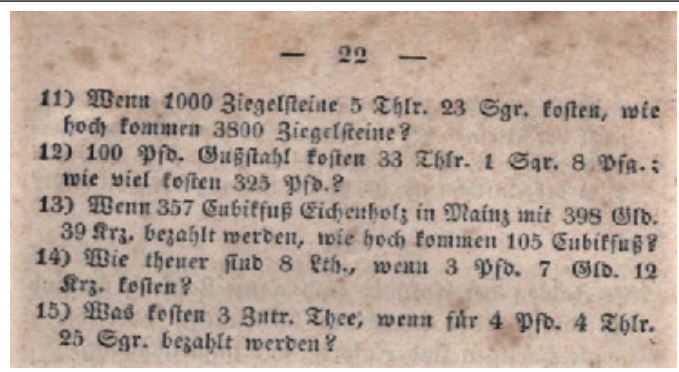 — 22 —
11) Wenn 1000 Ziegelsteine 5 Thlr. 23 Sgr. kosten, wie
hoch kommen 3800 Ziegelsteine?
12) 100 Pfd. Gußstahl kosten 33 Thlr. 1 Sgr. 8 Pfg.;
wie viel kosten 325 Pfd.?
13) Wenn 357 Cubikfuß Eichenholz in Mainz mit 398 Gld.
39 Krz. bezahlt werden, wie hoch kommen 105 Cubikfuß?
14) Wie theuer sind 8 Lth., wenn 3 Pfd. 7 Gld. 12
Krz. kosten?
15) Was kosten 3 Zntr. Thee, wenn für 4 Pfd. 4 Thlr.
25 Sgr. bezahlt werden?